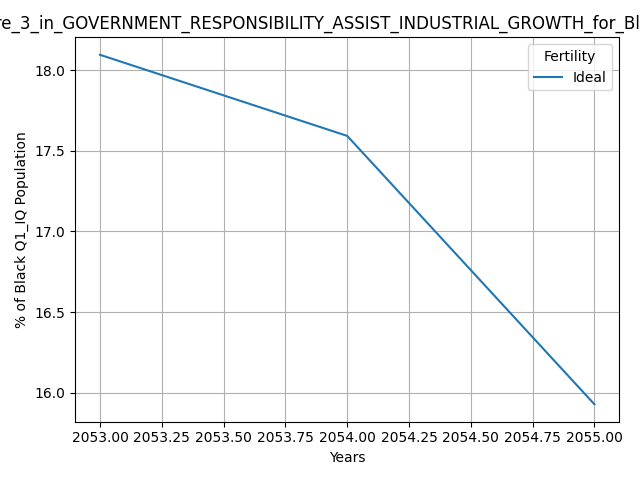 re_3_in_GOVERNMENT_RESPONSIBILITY_ASSIST_INDUSTRIAL_GROWTH_for_Bl
Fertility
Ideal
18.0
17.5
17.0
16.5
16.0
% of Black Q1_IQ Population
2053.00 2053.25 2053.50 2053.75 2054.00 2054.25 2054.50 2054.75 2055.00
Years